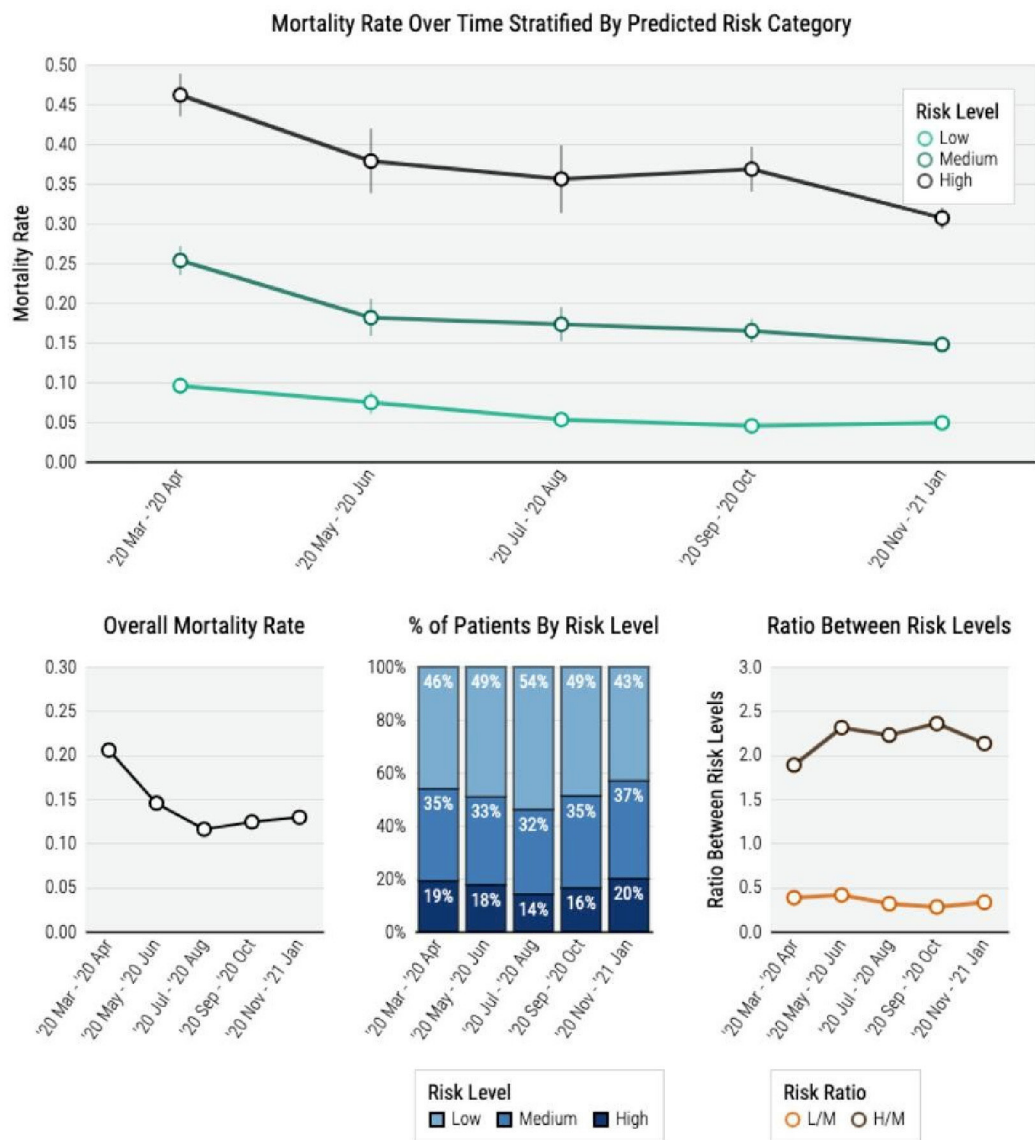 Mortality Rate Over Time Stratified By Predicted Risk Category
Mortality Rate
0.50
0.45
0.40
0.35
0.30
0.25
0.20
0.15
0.10
0.05
0.00
Risk Level
Low
Medium
High
'20 Mar - '20 Apr
'20 May - '20 Jun
'20 Jul - '20 Aug
'20 Sep - '20 Oct
'20 Nov - '21 Jan
Overall Mortality Rate
0.30
0.25
0.20
0.15
0.10
0.05
0.00
'20 Mar - '20 Apr
'20 May - '20 Jun
'20 Jul - '20 Aug
'20 Sep - '20 Oct
'20 Nov - '21 Jan
% of Patients By Risk Level
100%
80%
60%
40%
20%
0%
46% 49% 54% 49% 43%
35% 33% 32% 35% 37%
19% 18% 14% 16% 20%
'20 Mar - '20 Apr
'20 May - '20 Jun
'20 Jul - '20 Aug
'20 Sep - '20 Oct
'20 Nov - '21 Jan
Risk Level
Low Medium High
Ratio Between Risk Levels
Ratio Between Risk Levels
3.0
2.5
2.0
1.0
0.5
0.0
'20 Mar - '20 Apr
'20 May - '20 Jun
'20 Jul - '20 Aug
'20 Sep - '20 Oct
'20 Nov - '21 Jan
Risk Ratio
L/M H/M